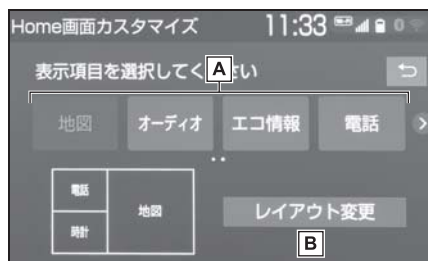 Home画面カスタマイズ 11:33
表示項目を選択してく A さい
地図 オーディオ エコ情報 電話
電話
地図
時計
レイアウト変更
B